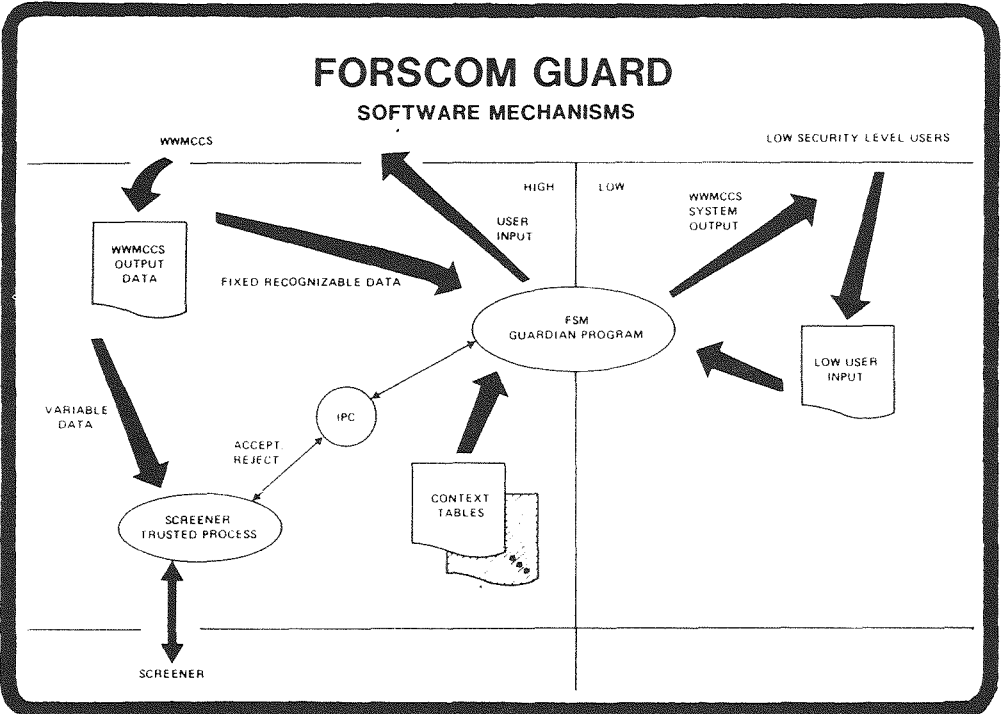 FORSCOM GUARD
SOFTWARE MECHANISMS
WWMCCS
LOW SECURITY LEVEL USERS
HIGH
LOW
WWMCCS
OUTPUT
DATA
USER
INPUT
WWMCCS
SYSTEM
OUTPUT
FIXED RECOGNIZABLE DATA
FSM
GUARDIAN PROGRAM
LOW USER
INPUT
VARIABLE
DATA
IPC
ACCEPT,
REJECT
CONTEXT
TABLES
SCREENER
TRUSTED PROCESS
SCREENER